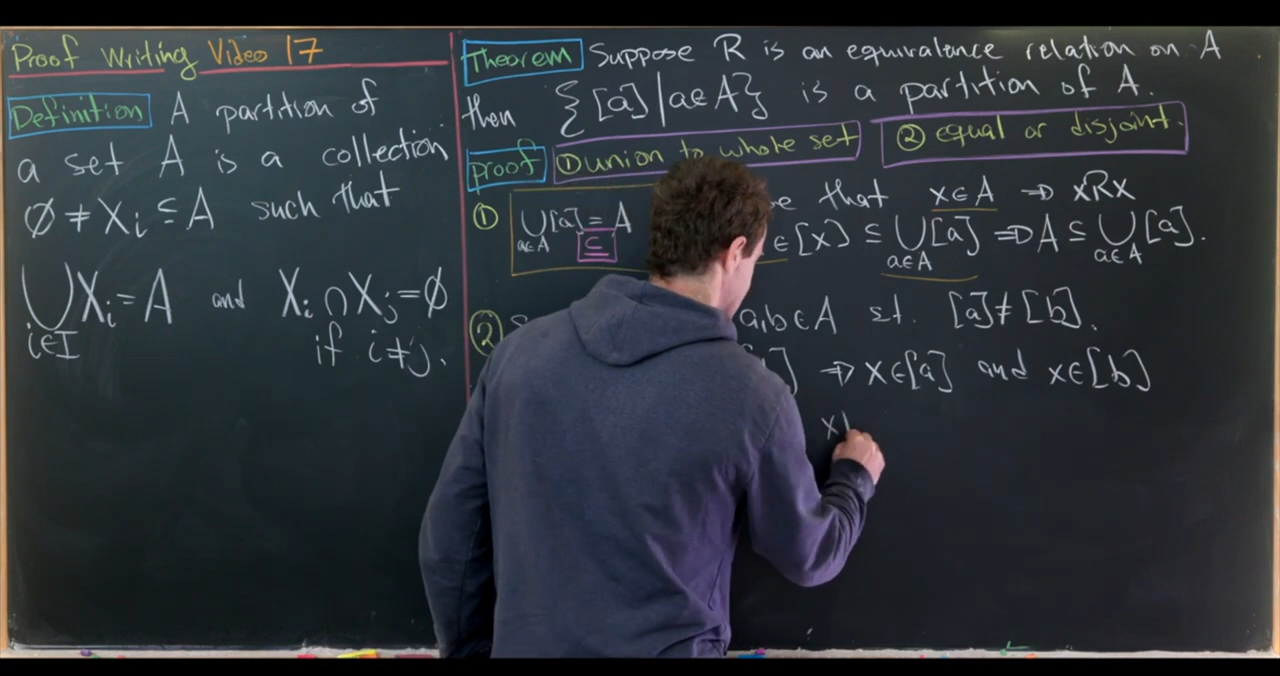 Proof Writing Video 17
Definition A partition of
a set A is a collection
∅ ≠ Xᵢ ⊆ A such that
⋃Xᵢ = A and Xᵢ ∩ Xⱼ = ∅
i∈I if i ≠ j.
Theorem Suppose R is an equivalence relation on A
then {[a] | a∈A} is a partition of A.
proof ① union to whole set ② equal or disjoint.
① ⋃[a] = A that x∈A ⇒ xRx
a∈A ⊆ ∈[x] ⊆ ⋃[a] ⇒ A ⊆ ⋃[a].
a∈A a∈A
② a,b∈A st. [a]≠[b].
] ⇒ x∈[a] and x∈[b]
x